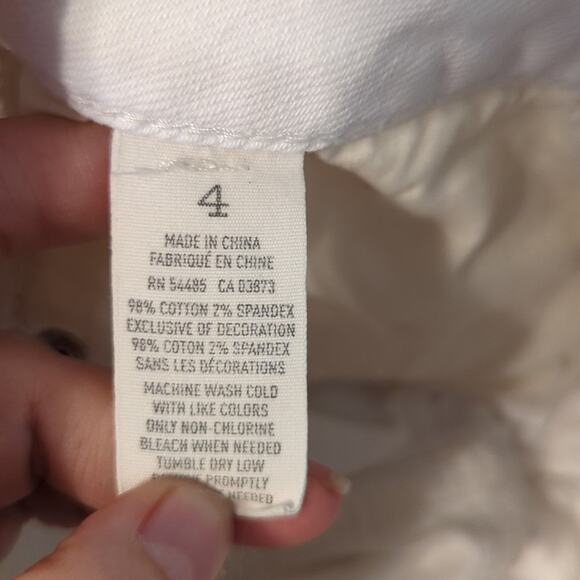 4
MADE IN CHINA
FABRIQUÉ EN CHINE
RN 54485 CA 03873
98% COTTON 2% SPANDEX
EXCLUSIVE OF DECORATION
98% COTON 2% SPANDEX
SANS LES DÉCORATIONS
MACHINE WASH COLD
WITH LIKE COLORS
ONLY NON-CHLORINE
BLEACH WHEN NEEDED
TUMBLE DRY LOW
PROMPTLY
NEEDED